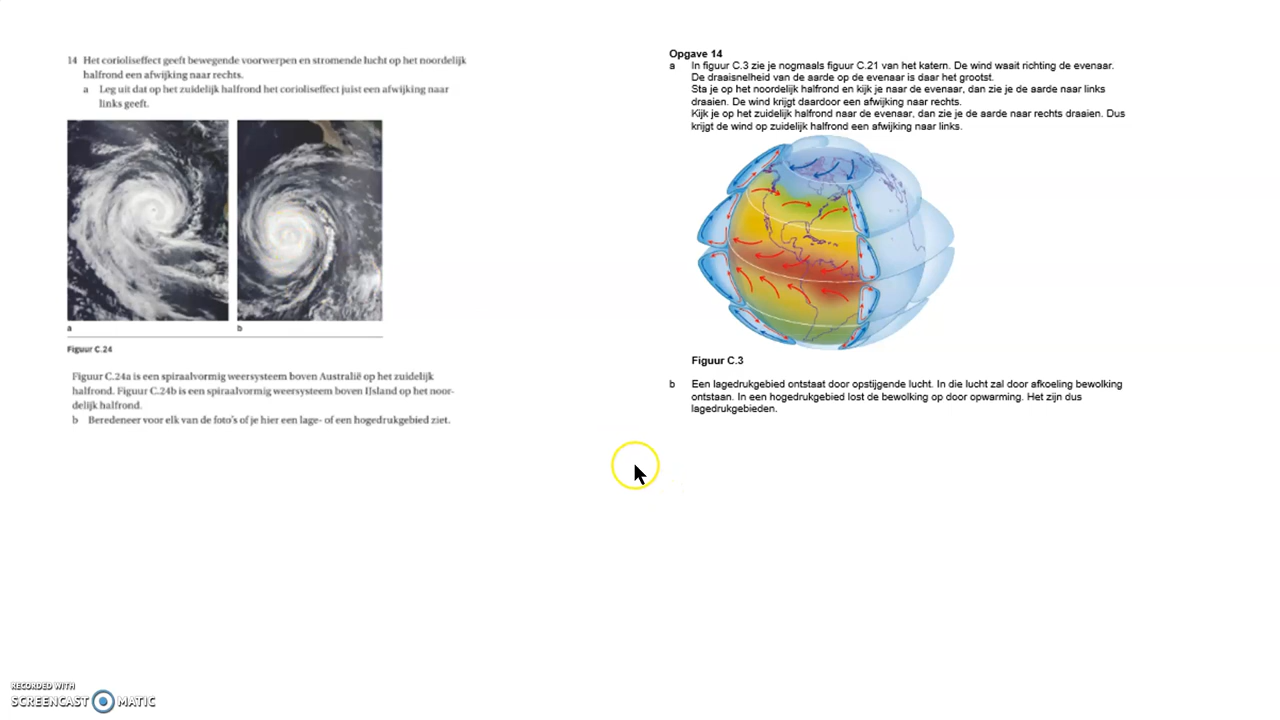 14 Het corioliseffect geeft bewegende voorwerpen en stromende lucht op het noordelijk
halfrond een afwijking naar rechts.
a Leg uit dat op het zuidelijk halfrond het corioliseffect juist een afwijking naar
links geeft.
a b
Figuur C.24
Figuur C.24a is een spiraalvormig weersysteem boven Australië op het zuidelijk
halfrond. Figuur C.24b is een spiraalvormig weersysteem boven IJsland op het noor-
delijk halfrond.
b Beredeneer voor elk van de foto's of je hier een lage- of een hogedrukgebied ziet.
Opgave 14
a In figuur C.3 zie je nogmaals figuur C.21 van het katern. De wind waait richting de evenaar.
De draaisnelheid van de aarde op de evenaar is daar het grootst.
Sta je op het noordelijk halfrond en kijk je naar de evenaar, dan zie je de aarde naar links
draaien. De wind krijgt daardoor een afwijking naar rechts.
Kijk je op het zuidelijk halfrond naar de evenaar, dan zie je de aarde naar rechts draaien. Dus
krijgt de wind op zuidelijk halfrond een afwijking naar links.
Figuur C.3
b Een lagedrukgebied ontstaat door opstijgende lucht. In die lucht zal door afkoeling bewolking
ontstaan. In een hogedrukgebied lost de bewolking op door opwarming. Het zijn dus
lagedrukgebieden.
RECORDED WITH
SCREENCAST MATIC